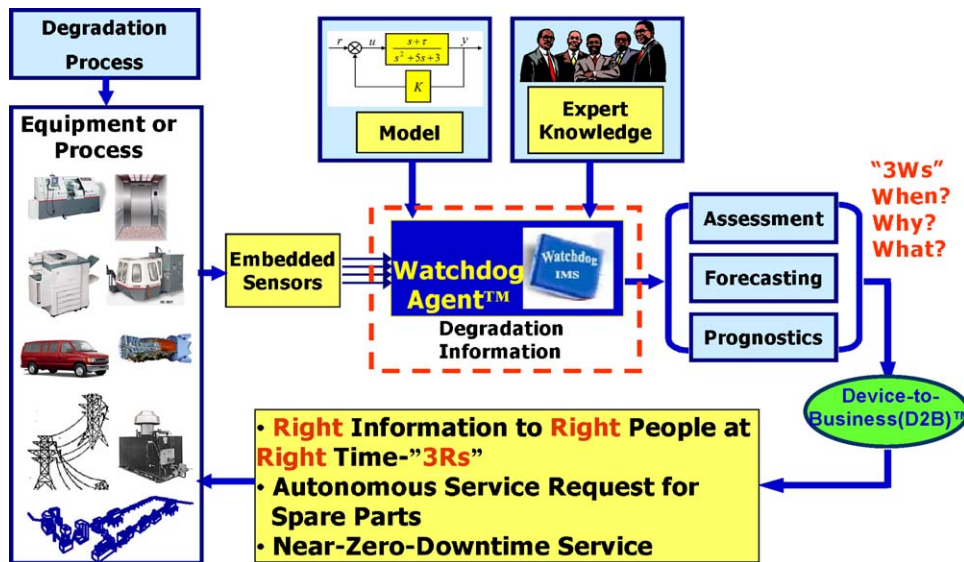 Degradation
Process
Equipment or
Process
r
u
s + τ
s² + 5s + 3
y
K
Model
Expert
Knowledge
Embedded
Sensors
Watchdog
Agent™
Watchdog
IMS
Degradation
Information
Assessment
Forecasting
Prognostics
“3Ws”
When?
Why?
What?
Device-to-
Business(D2B)™
• Right Information to Right People at
Right Time-”3Rs”
• Autonomous Service Request for
Spare Parts
• Near-Zero-Downtime Service